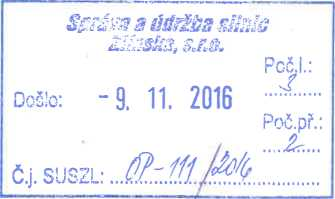 Správa a údržba silnic
Zlínska, s.r.o.
Poč.l.:
3
Došlo: - 9. 11. 2016
Poč.př.:
2
Č.j. SUSZL: OP-111/2016